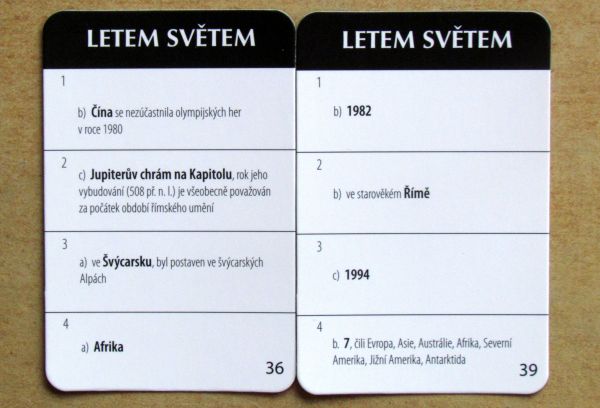 LETEM SVĚTEM
1
b) Čína se nezúčastnila olympijských her
v roce 1980
2
c) Jupiterův chrám na Kapitolu, rok jeho
vybudování (508 př. n. l.) je všeobecně považován
za počátek období římského umění
3
a) ve Švýcarsku, byl postaven ve švýcarských
Alpách
4
a) Afrika
36
LETEM SVĚTEM
1
b) 1982
2
b) ve starověkém Římě
3
c) 1994
4
b. 7, čili Evropa, Asie, Austrálie, Afrika, Severní
Amerika, Jižní Amerika, Antarktida
39